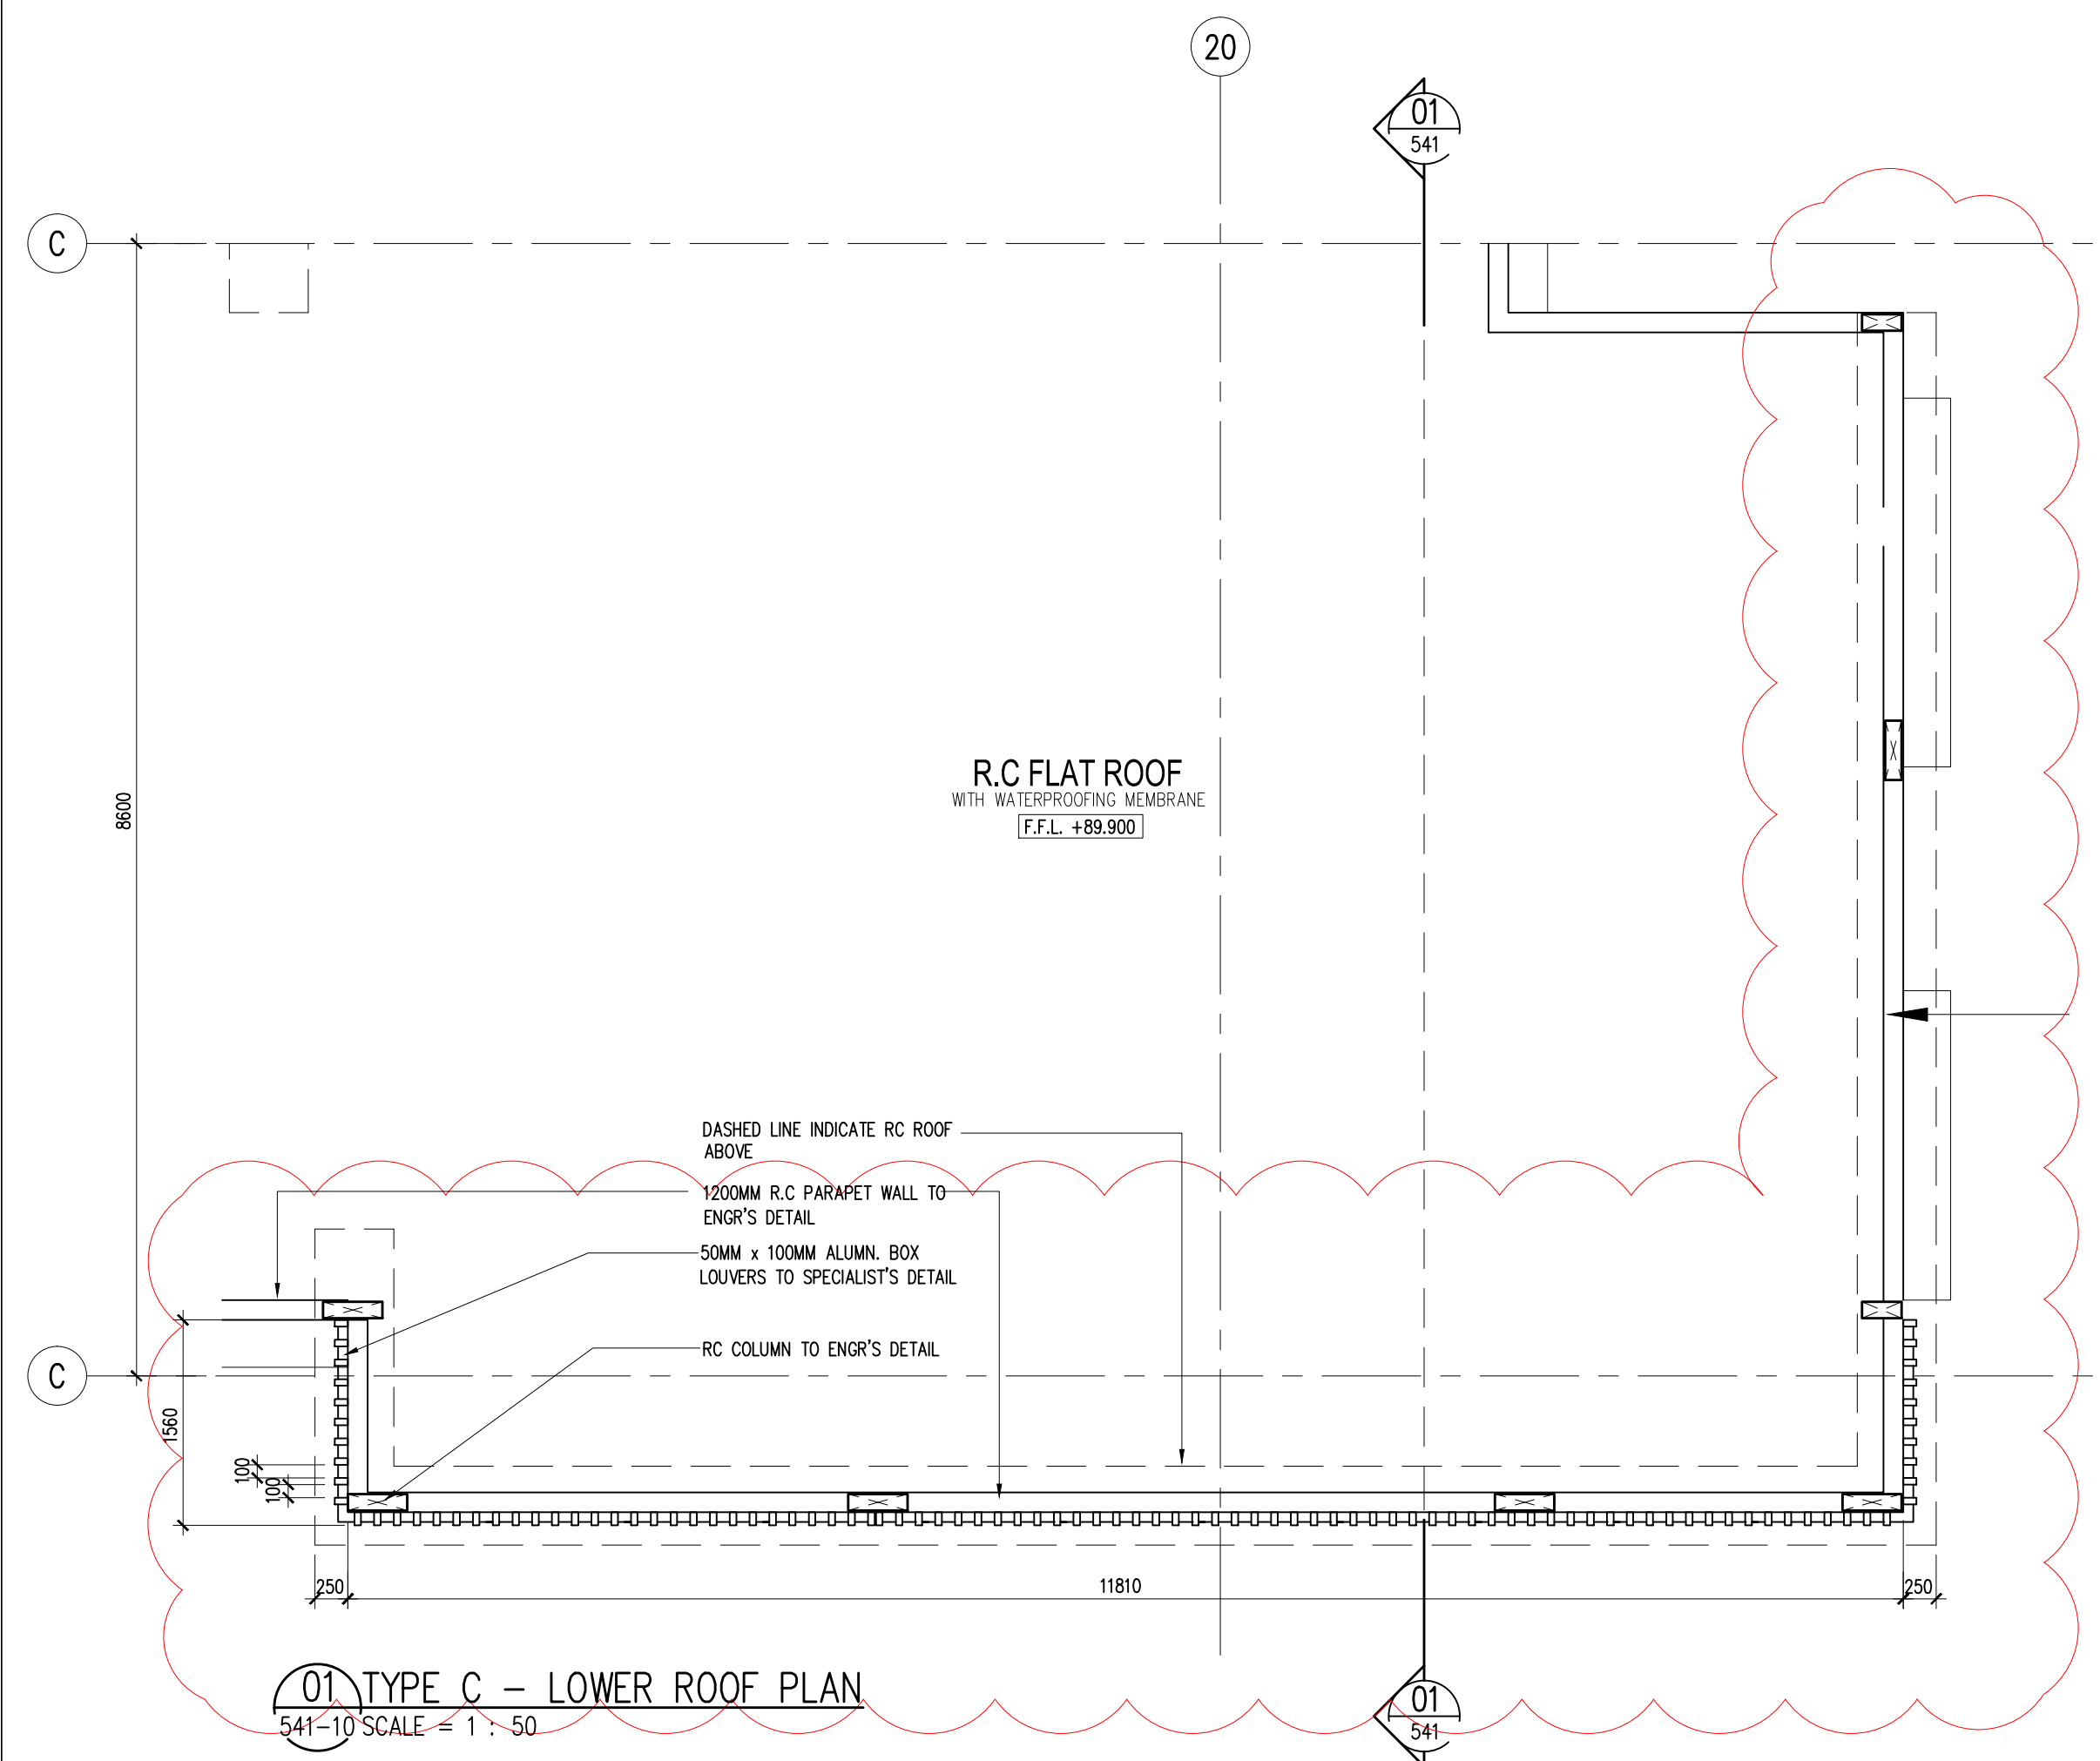 20
01
541
C
8600
R.C FLAT ROOF
WITH WATERPROOFING MEMBRANE
F.F.L. +89.900
DASHED LINE INDICATE RC ROOF
ABOVE
1200MM R.C PARAPET WALL TO
ENGR'S DETAIL
50MM x 100MM ALUMN. BOX
LOUVERS TO SPECIALIST'S DETAIL
RC COLUMN TO ENGR'S DETAIL
C
1560
100
100
250
11810
250
01 TYPE C - LOWER ROOF PLAN
541-10 SCALE = 1 : 50
01
541